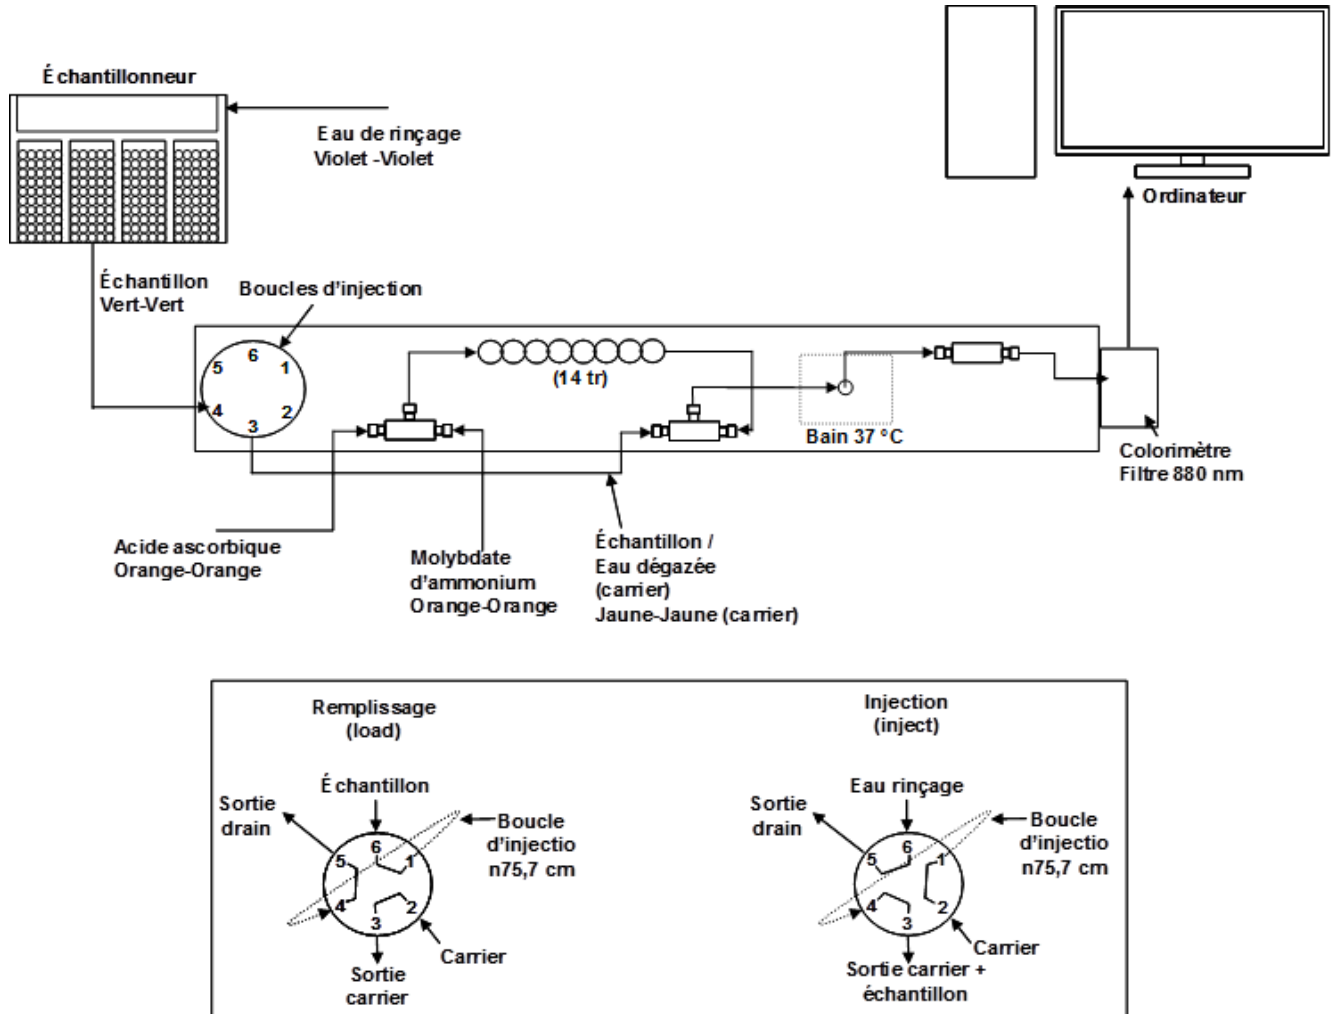 Échantillonneur
Eau de rinçage
Violet -Violet
Ordinateur
Échantillon
Vert-Vert
Boucles d'injection
5
6
1
4
3
2
(14 tr)
Bain 37 °C
Colorimètre
Filtre 880 nm
Acide ascorbique
Orange-Orange
Molybdate
d'ammonium
Orange-Orange
Échantillon /
Eau dégazée
(carrier)
Jaune-Jaune (carrier)
Remplissage
(load)
Échantillon
Sortie
drain
Boucle
d'injectio
n75,7 cm
5
6
1
4
3
2
Carrier
Sortie
carrier
Injection
(inject)
Eau rinçage
Sortie
drain
Boucle
d'injectio
n75,7 cm
5
6
1
4
3
2
Carrier
Sortie carrier +
échantillon